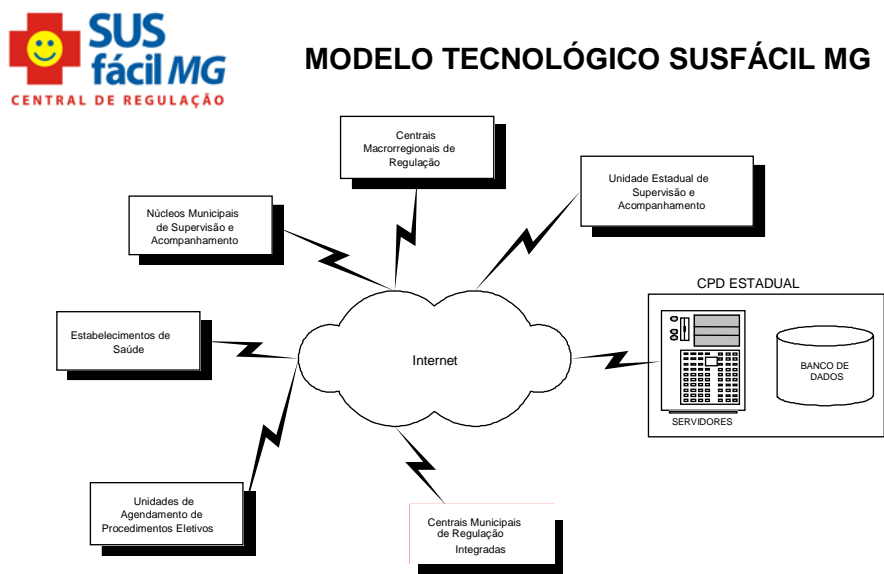 SUS
fácil MG
CENTRAL DE REGULAÇÃO
MODELO TECNOLÓGICO SUSFÁCIL MG
Centrais
Macrorregionais de
Regulação
Unidade Estadual de
Supervisão e
Acompanhamento
Núcleos Municipais
de Supervisão e
Acompanhamento
CPD ESTADUAL
Estabelecimentos de
Saúde
Internet
BANCO DE
DADOS
SERVIDORES
Unidades de
Agendamento de
Procedimentos Eletivos
Centrais Municipais
de Regulação
Integradas